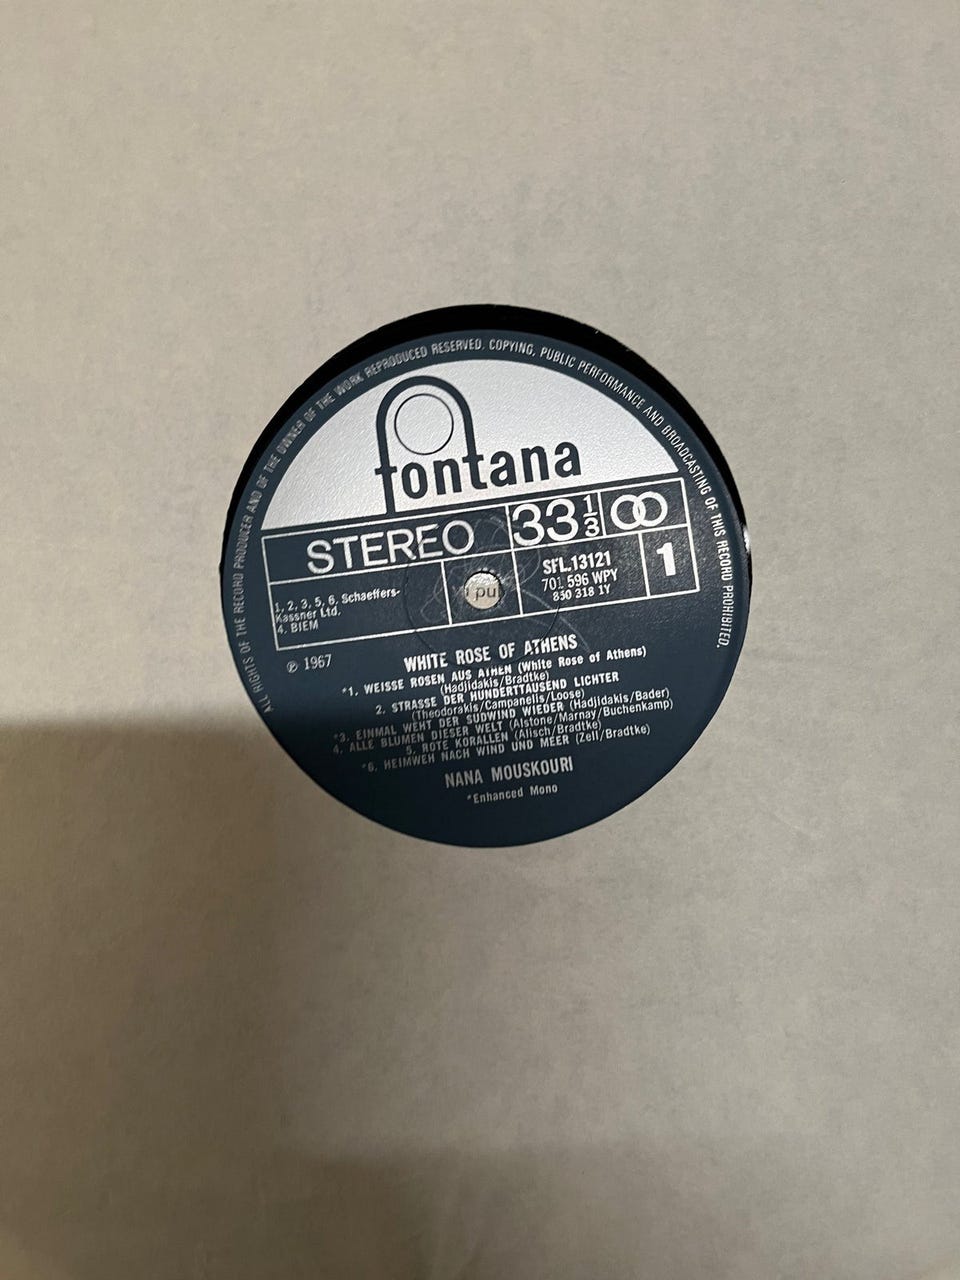 ALL RIGHTS OF THE RECORD PRODUCER AND OF THE OWNER OF THE WORK REPRODUCED RESERVED. COPYING, PUBLIC PERFORMANCE AND BROADCASTING OF THIS RECORD PROHIBITED.
fontana
STEREO
33 1/3
1
SFL.13121
701 596 WPY
830 318 1Y
1, 2, 3, 5, 6. Schaeffers-
Kassner Ltd.
4. BIEM
pu
℗ 1967
WHITE ROSE OF ATHENS
*1. WEISSE ROSEN AUS ATHEN (White Rose of Athens)
(Hadjidakis/Bradtke)
2. STRASSE DER HUNDERTTAUSEND LICHTER
(Theodorakis/Campanelis/Loose)
*3. EINMAL WEHT DER SUDWIND WIEDER (Hadjidakis/Bader)
4. ALLE BLUMEN DIESER WELT (Alstone/Marnay/Buchenkamp)
5. ROTE KORALLEN (Alisch/Bradtke)
*6. HEIMWEH NACH WIND UND MEER (Zell/Bradtke)
NANA MOUSKOURI
*Enhanced Mono